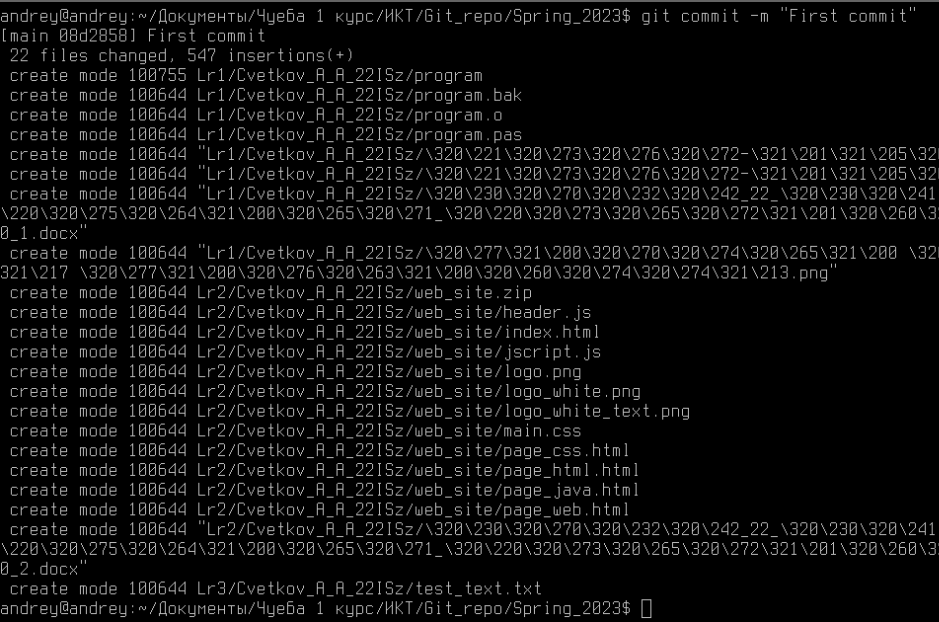 andrey@andrey:~/Документы/Чуеба 1 курс/ИКТ/Git_repo/Spring_2023$ git commit -m "First commit"
[main 08d2858] First commit
 22 files changed, 547 insertions(+)
 create mode 100755 Lr1/Cvetkov_A_A_22ISz/program
 create mode 100644 Lr1/Cvetkov_A_A_22ISz/program.bak
 create mode 100644 Lr1/Cvetkov_A_A_22ISz/program.o
 create mode 100644 Lr1/Cvetkov_A_A_22ISz/program.pas
 create mode 100644 "Lr1/Cvetkov_A_A_22ISz/\320\221\320\273\320\276\320\272-\321\201\321\205\320
 create mode 100644 "Lr1/Cvetkov_A_A_22ISz/\320\221\320\273\320\276\320\272-\321\201\321\205\320
 create mode 100644 "Lr1/Cvetkov_A_A_22ISz/\320\230\320\270\320\232\320\242_22_\320\230\320\241
\220\320\275\320\264\321\200\320\265\320\271_\320\220\320\273\320\265\320\272\321\201\320\260\3
0_1.docx"
 create mode 100644 "Lr1/Cvetkov_A_A_22ISz/\320\277\321\200\320\270\320\274\320\265\321\200 \32
321\217 \320\277\321\200\320\276\320\263\321\200\320\260\320\274\320\274\321\213.png"
 create mode 100644 Lr2/Cvetkov_A_A_22ISz/web_site.zip
 create mode 100644 Lr2/Cvetkov_A_A_22ISz/web_site/header.js
 create mode 100644 Lr2/Cvetkov_A_A_22ISz/web_site/index.html
 create mode 100644 Lr2/Cvetkov_A_A_22ISz/web_site/jscript.js
 create mode 100644 Lr2/Cvetkov_A_A_22ISz/web_site/logo.png
 create mode 100644 Lr2/Cvetkov_A_A_22ISz/web_site/logo_white.png
 create mode 100644 Lr2/Cvetkov_A_A_22ISz/web_site/logo_white_text.png
 create mode 100644 Lr2/Cvetkov_A_A_22ISz/web_site/main.css
 create mode 100644 Lr2/Cvetkov_A_A_22ISz/web_site/page_css.html
 create mode 100644 Lr2/Cvetkov_A_A_22ISz/web_site/page_html.html
 create mode 100644 Lr2/Cvetkov_A_A_22ISz/web_site/page_java.html
 create mode 100644 Lr2/Cvetkov_A_A_22ISz/web_site/page_web.html
 create mode 100644 "Lr2/Cvetkov_A_A_22ISz/\320\230\320\270\320\232\320\242_22_\320\230\320\241
\220\320\275\320\264\321\200\320\265\320\271_\320\220\320\273\320\265\320\272\321\201\320\260\3
0_2.docx"
 create mode 100644 Lr3/Cvetkov_A_A_22ISz/test_text.txt
andrey@andrey:~/Документы/Чуеба 1 курс/ИКТ/Git_repo/Spring_2023$